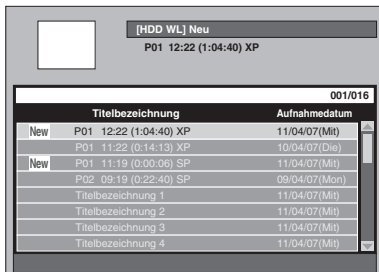 [HDD WL] Neu
P01 12:22 (1:04:40) XP
001/016
Titelbezeichnung Aufnahmedatum
New P01 12:22 (1:04:40) XP 11/04/07(Mit)
P01 11:22 (0:14:13) XP 10/04/07(Die)
New P01 11:19 (0:00:06) SP 11/04/07(Mit)
P02 09:19 (0:22:40) SP 09/04/07(Mon)
Titelbezeichnung 1 11/04/07(Mit)
Titelbezeichnung 2 11/04/07(Mit)
Titelbezeichnung 3 11/04/07(Mit)
Titelbezeichnung 4 11/04/07(Mit)